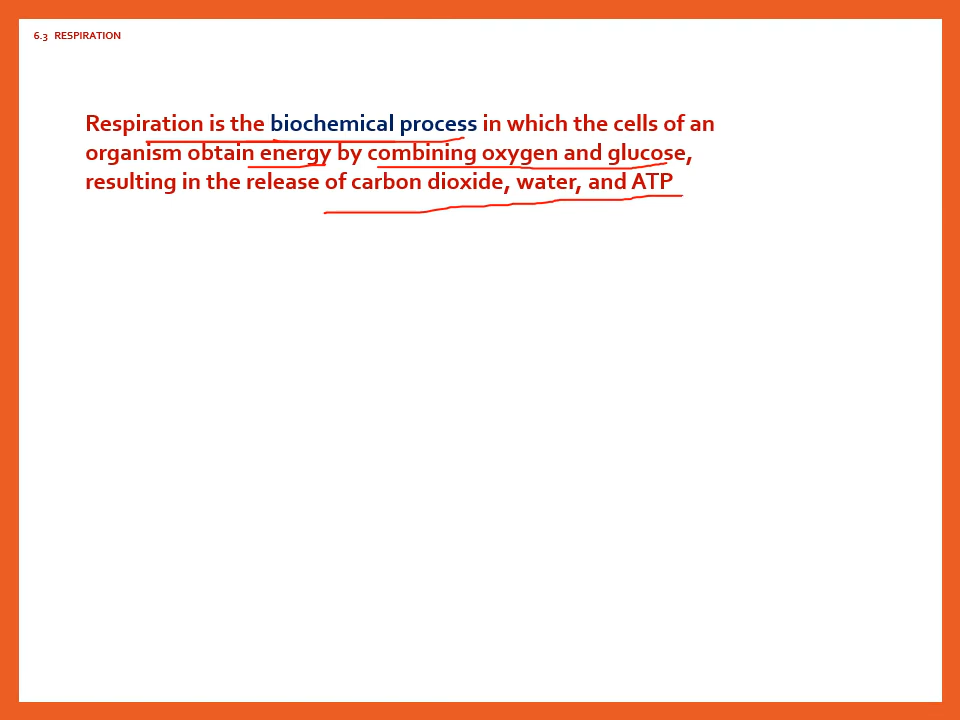 6.3 RESPIRATION
Respiration is the biochemical process in which the cells of an
organism obtain energy by combining oxygen and glucose,
resulting in the release of carbon dioxide, water, and ATP